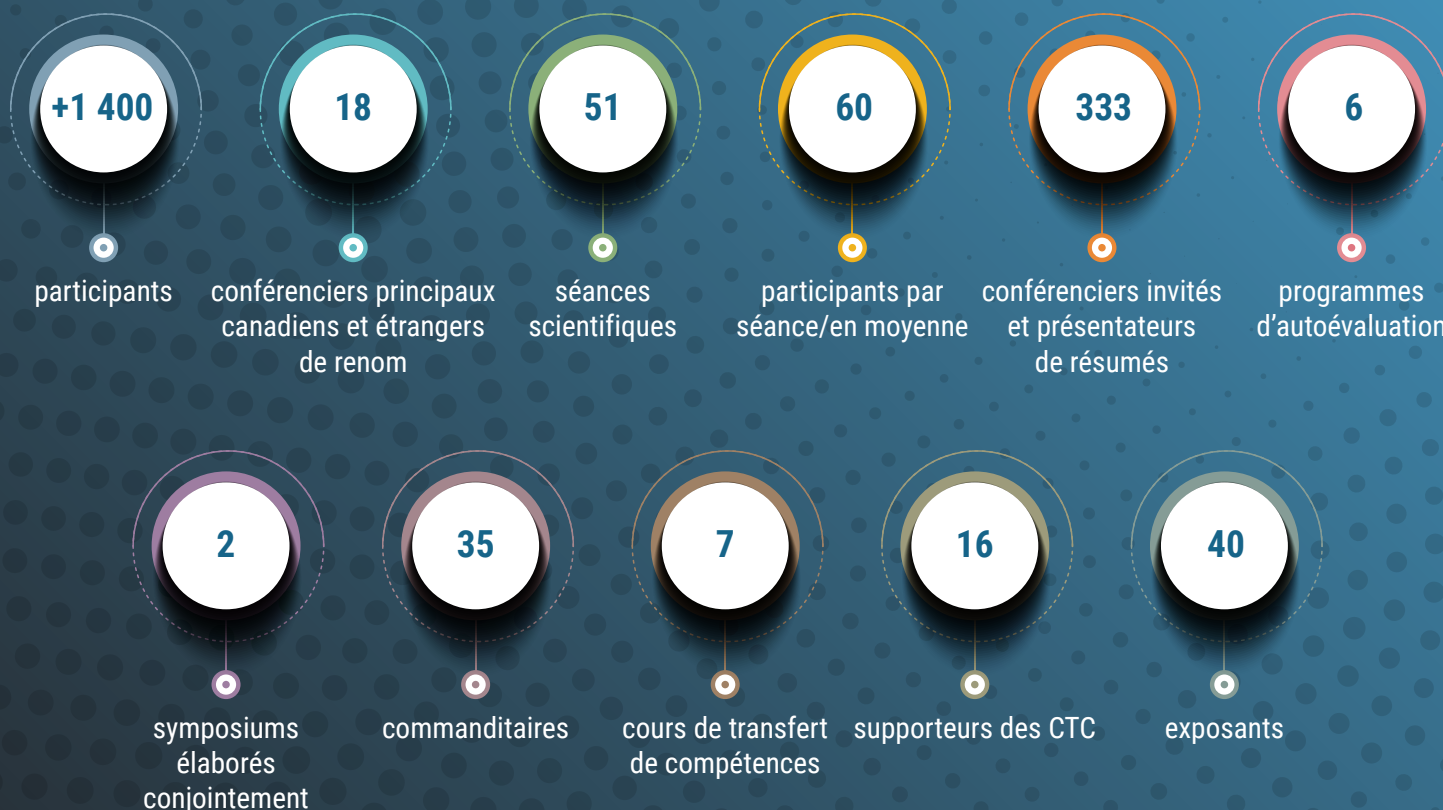 +1 400
participants
18
conférenciers principaux
canadiens et étrangers
de renom
51
séances
scientifiques
60
participants par
séance/en moyenne
333
conférenciers invités
et présentateurs
de résumés
6
programmes
d’autoévaluation
2
symposiums
élaborés
conjointement
35
commanditaires
7
cours de transfert
de compétences
16
supporteurs des CTC
40
exposants